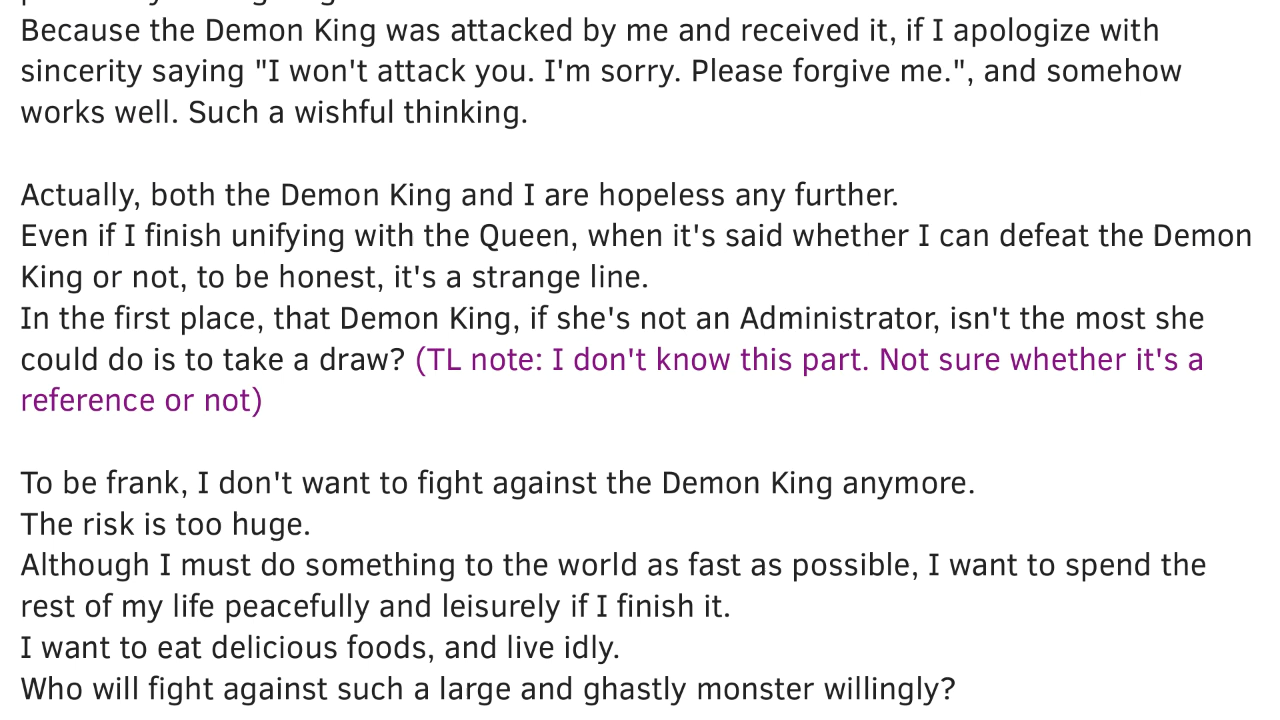 Because the Demon King was attacked by me and received it, if I apologize with
sincerity saying "I won't attack you. I'm sorry. Please forgive me.", and somehow
works well. Such a wishful thinking.
Actually, both the Demon King and I are hopeless any further.
Even if I finish unifying with the Queen, when it's said whether I can defeat the Demon
King or not, to be honest, it's a strange line.
In the first place, that Demon King, if she's not an Administrator, isn't the most she
could do is to take a draw? (TL note: I don't know this part. Not sure whether it's a
reference or not)
To be frank, I don't want to fight against the Demon King anymore.
The risk is too huge.
Although I must do something to the world as fast as possible, I want to spend the
rest of my life peacefully and leisurely if I finish it.
I want to eat delicious foods, and live idly.
Who will fight against such a large and ghastly monster willingly?